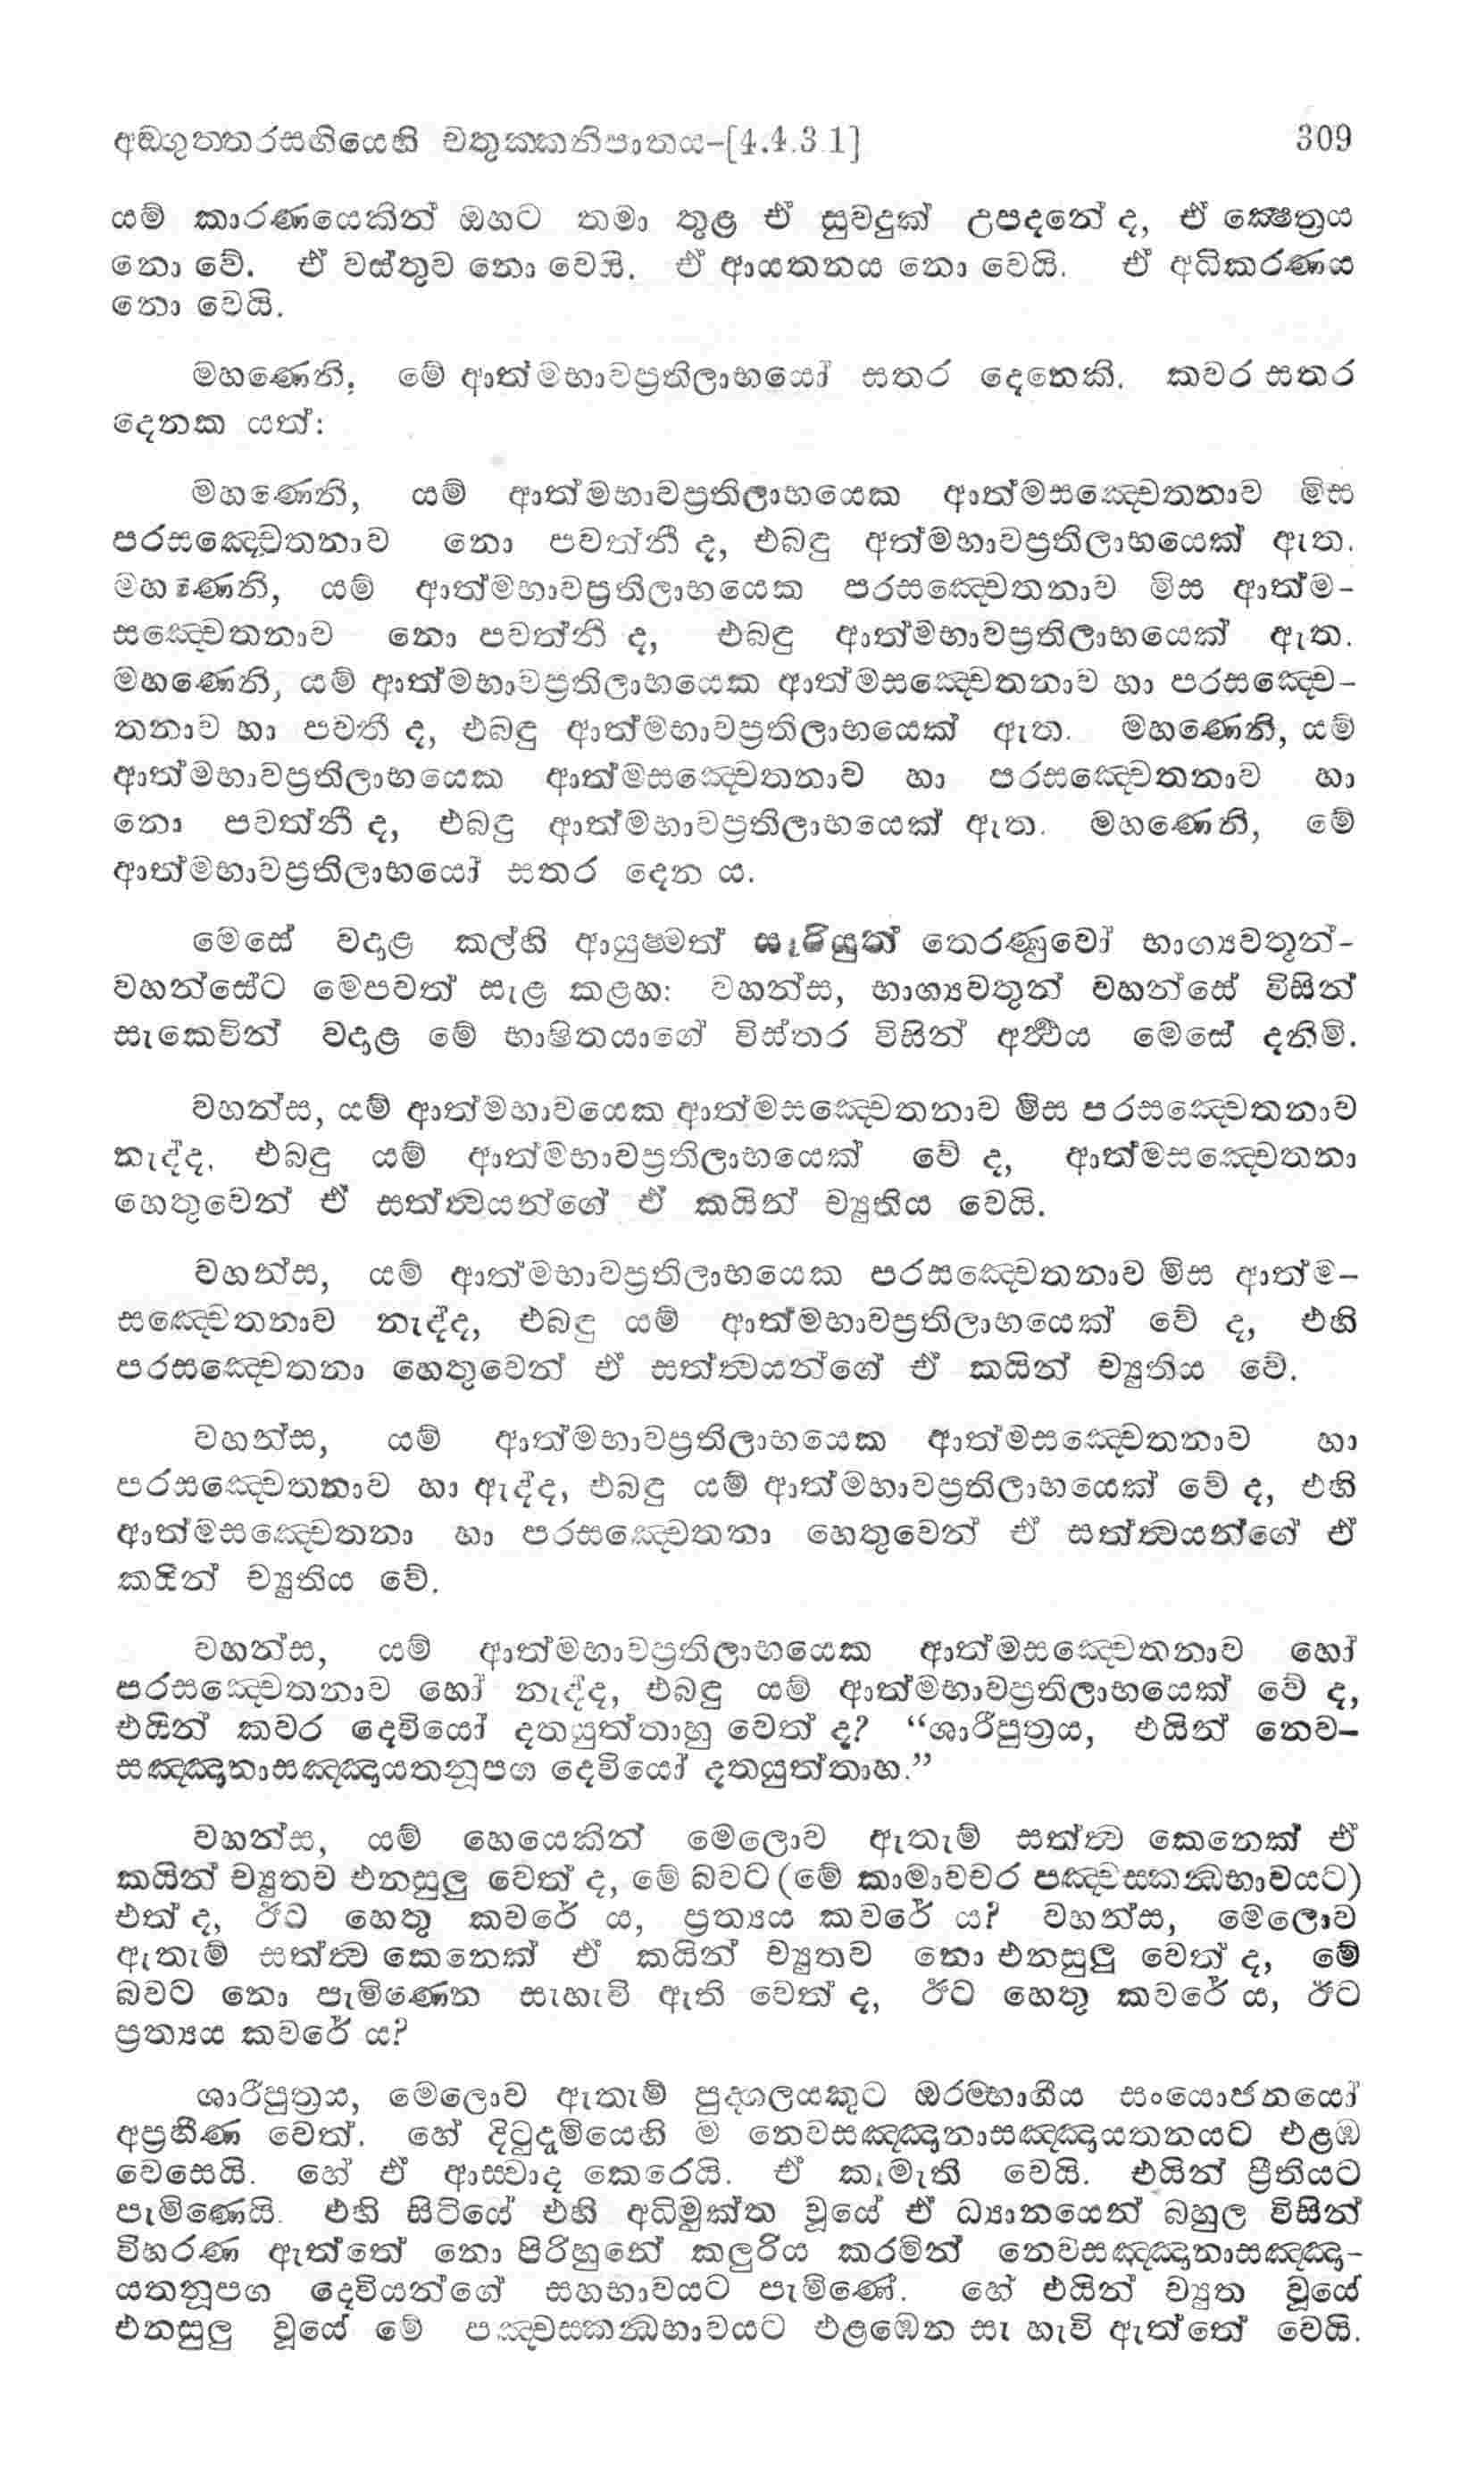 අඞගුත්තරසඟියෙහි චතුක්කනිපාතය-[4.4.3.1] 309
යම් කාරණයෙකින් ඔහට තමා තුළ ඒ සුවදුක් උපදනේ ද, ඒ ක්‍ෂෙත්‍රය
නො වේ. ඒ වස්තුව නො වෙයි. ඒ ආයතනය නො වෙයි. ඒ අධිකරණය
නො වෙයි.
මහණෙනි, මේ ආත්මභාවප්‍රතිලාභයෝ සතර දෙනෙකි. කවර සතර
දෙනක යත්:
මහණෙනි, යම් ආත්මභාවප්‍රතිලාභයෙක ආත්මසඤ්චෙතනාව මිස
පරසඤ්චෙතනාව නො පවත්නී ද, එබඳු අත්මභාවප්‍රතිලාභයෙක් ඇත.
මහණෙනි, යම් ආත්මභාවප්‍රතිලාභයෙක පරසඤ්චෙතනාව මිස ආත්ම-
සඤ්චෙතනාව නො පවත්නි ද, එබඳු ආත්මභාවප්‍රතිලාභයෙක් ඇත.
මහණෙනි, යම් ආත්මභාවප්‍රතිලාභයෙක ආත්මසඤ්චෙතනාව හා පරසඤ්චෙ-
තනාව හා පවතී ද, එබඳු ආත්මභාවප්‍රතිලාභයෙක් ඇත. මහණෙනි, යම්
ආත්මභාවප්‍රතිලාභයෙක ආත්මසඤ්චෙතනාව හා පරසඤ්චෙතනාව හා
නො පවත්නී ද, එබඳු ආත්මභාවප්‍රතිලාභයෙක් ඇත. මහණෙනි, මේ
ආත්මභාවප්‍රතිලාභයෝ සතර දෙන ය.
මෙසේ වදාළ කල්හි ආයුෂ්මත් සැරියුත් තෙරණුවෝ භාග්‍යවතුන්-
වහන්සේට මෙපවත් සැළ කළහ: වහන්ස, භාග්‍යවතුන් වහන්සේ විසින්
සැකෙවින් වදාළ මේ භාෂිතයාගේ විස්තර විසින් අර්‍ත්‍ථය මෙසේ දනිමි.
වහන්ස, යම් ආත්මභාවයෙක ආත්මසඤ්චෙතනාව මිස පරසඤ්චෙතනාව
නැද්ද, එබඳු යම් ආත්මභාවප්‍රතිලාභයෙක් වේ ද, ආත්මසඤ්චෙතනා
හෙතුවෙන් ඒ සත්ත්‍වයන්ගේ ඒ කයින් ච්‍යුතිය වෙයි.
වහන්ස, යම් ආත්මභාවප්‍රතිලාභයෙක පරසඤ්චෙතනාව මිස ආත්ම-
සඤ්චෙතනාව නැද්ද, එබඳු යම් ආත්මභාවප්‍රතිලාභයෙක් වේ ද, එහි
පරසඤ්චෙතනා හෙතුවෙන් ඒ සත්ත්‍වයන්ගේ ඒ කයින් ච්‍යුතිය වේ.
වහන්ස, යම් ආත්මභාවප්‍රතිලාභයෙක ආත්මසඤ්චෙතනාව හා
පරසඤ්චෙතනාව හා ඇද්ද, එබඳු යම් ආත්මභාවප්‍රතිලාභයෙක් වේ ද, එහි
ආත්මසඤ්චෙතනා හා පරසඤ්චෙතනා හෙතුවෙන් ඒ සත්ත්‍වයන්ගේ ඒ
කයින් ච්‍යුතිය වේ.
වහන්ස, යම් ආත්මභාවප්‍රතිලාභයෙක ආත්මසඤ්චෙතනාව හෝ
පරසඤ්චෙතනාව හෝ නැද්ද, එබඳු යම් ආත්මභාවප්‍රතිලාභයෙක් වේ ද,
එයින් කවර දෙවියෝ දතයුත්තාහු වෙත් ද? “ශාරීපුත්‍රය, එයින් නෙව-
සඤ්ඤානාසඤ්ඤායතනූපග දෙවියෝ දතයුත්තාහ.”
වහන්ස, යම් හෙයෙකින් මෙලොව ඇතැම් සත්ත්‍ව කෙනෙක් ඒ
කයින් ච්‍යුතව එනසුලු වෙත් ද, මේ බවට (මේ කාමාවචර පඤ්චස්කන්‍ධභාවයට)
එත් ද, ඊට හෙතු කවරේ ය, ප්‍රත්‍යය කවරේ ය? වහන්ස, මෙලොව
ඇතැම් සත්ත්‍ව කෙනෙක් ඒ කයින් ච්‍යුතව නො එනසුලු වෙත් ද, මේ
බවට නො පැමිණෙන සැහැවි ඇති වෙත් ද, ඊට හෙතු කවරේ ය, ඊට
ප්‍රත්‍යය කවරේ ය?
ශාරීපුත්‍රය, මෙලොව ඇතැම් පුද්ගලයකුට ඔරම්භාගීය සංයොජනයෝ
අප්‍රහීණ වෙත්. හේ දිටුදැමියෙහි ම නෙවසඤ්ඤානාසඤ්ඤායතනයට එළඹ
වෙසෙයි. හේ ඒ ආස්වාද කෙරෙයි. ඒ කැමැති වෙයි. එයින් ප්‍රීතියට
පැමිණෙයි. එහි සිටියේ එහි අධිමුක්ත වූයේ ඒ ධ්‍යානයෙන් බහුල විසින්
විහරණ ඇත්තේ නො පිරිහුනේ කලුරිය කරමින් නෙවසඤ්ඤානාසඤ්ඤා-
යතනූපග දෙවියන්ගේ සහභාවයට පැමිණේ. හේ එයින් ච්‍යුත වූයේ
එනසුලු වූයේ මේ පඤ්චස්කන්‍ධභාවයට එළඹෙන සැ හැවි ඇත්තේ වෙයි.